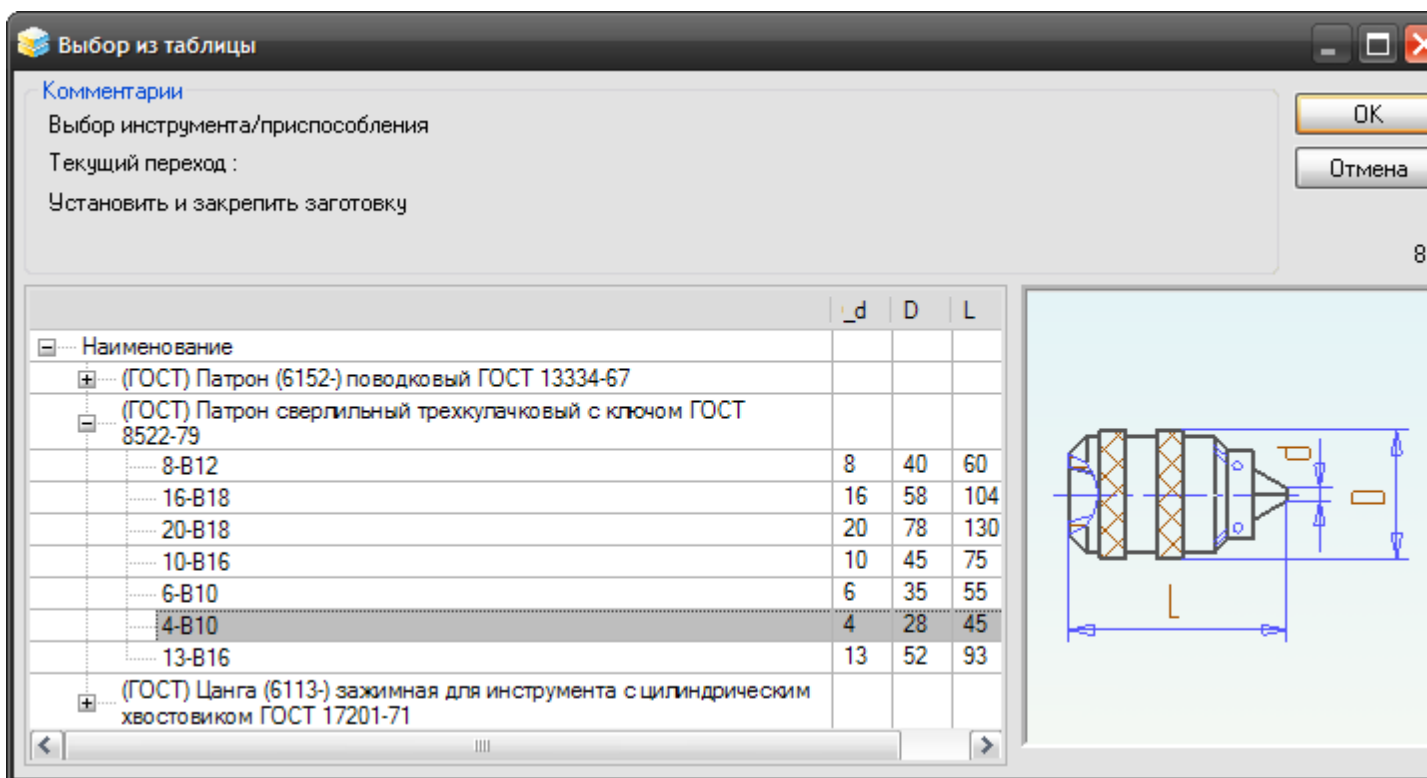 Выбор из таблицы
Комментарии
Выбор инструмента/приспособления
Текущий переход :
Установить и закрепить заготовку
OK
Отмена
8
_d D L
Наименование
(ГОСТ) Патрон (6152-) поводковый ГОСТ 13334-67
(ГОСТ) Патрон сверлильный трехкулачковый с ключом ГОСТ
8522-79
8-B12 8 40 60
16-B18 16 58 104
20-B18 20 78 130
10-B16 10 45 75
6-B10 6 35 55
4-B10 4 28 45
13-B16 13 52 93
(ГОСТ) Цанга (6113-) зажимная для инструмента с цилиндрическим
хвостовиком ГОСТ 17201-71
d
D
L